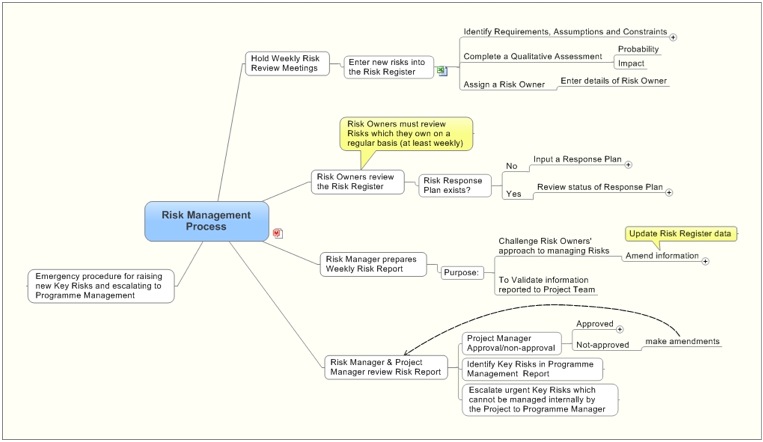 Hold Weekly Risk
Review Meetings
Enter new risks into
the Risk Register
Identify Requirements, Assumptions and Constraints
Complete a Qualitative Assessment
Probability
Impact
Assign a Risk Owner
Enter details of Risk Owner
Risk Owners must review
Risks which they own on a
regular basis (at least weekly)
Risk Owners review
the Risk Register
Risk Response
Plan exists?
No
Input a Response Plan
Yes
Review status of Response Plan
Risk Management
Process
Risk Manager prepares
Weekly Risk Report
Purpose:
Challenge Risk Owners'
approach to managing Risks
Update Risk Register data
Amend information
To Validate information
reported to Project Team
Emergency procedure for raising
new Key Risks and escalating to
Programme Management
Risk Manager & Project
Manager review Risk Report
Project Manager
Approval/non-approval
Approved
Not-approved
make amendments
Identify Key Risks in Programme
Management Report
Escalate urgent Key Risks which
cannot be managed internally by
the Project to Programme Manager